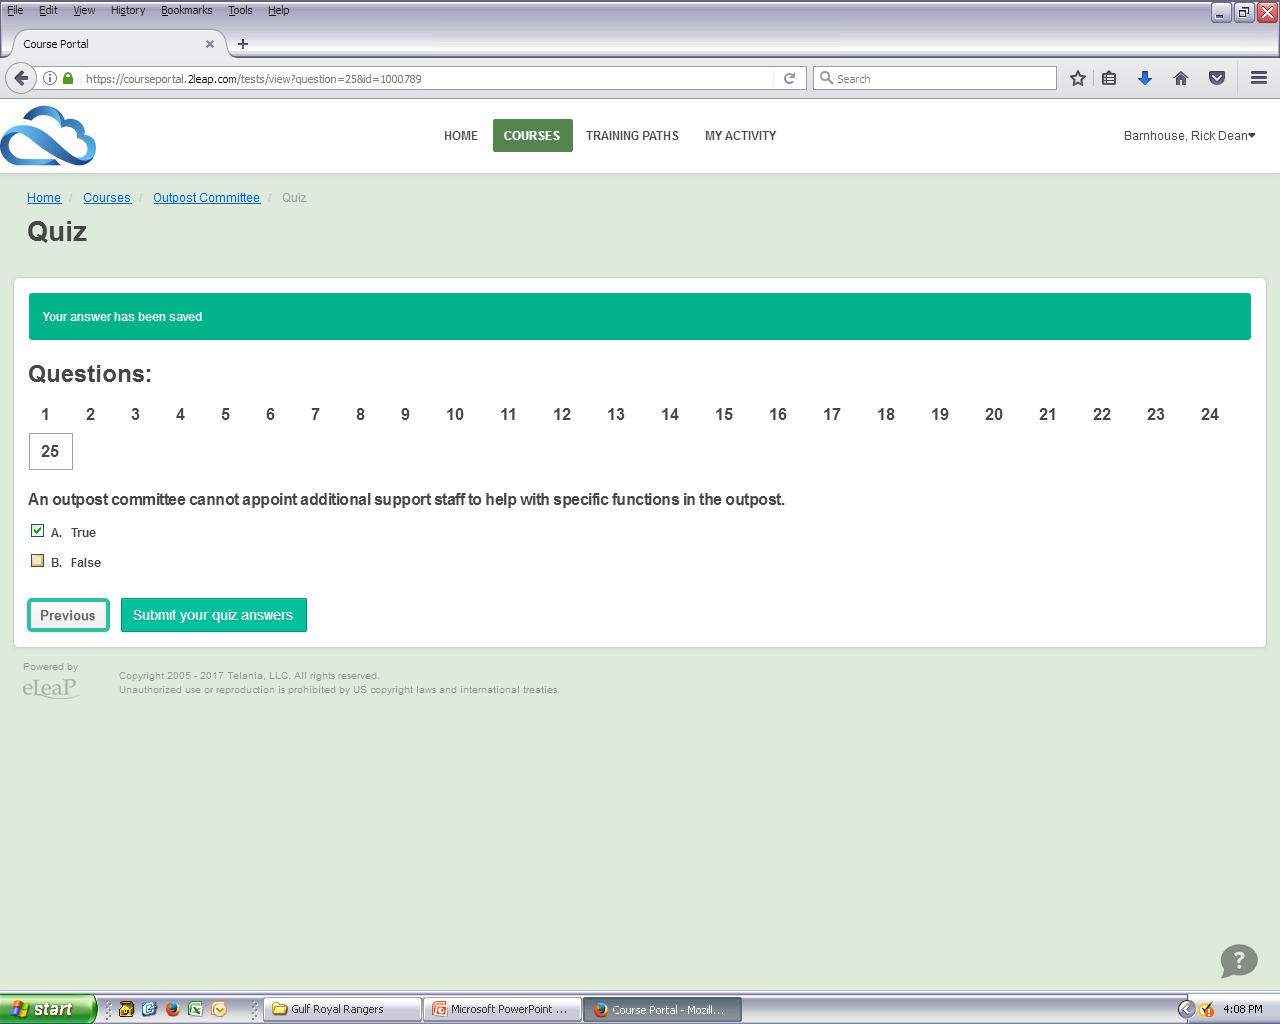 File Edit View History Bookmarks Tools Help
Course Portal
https://courseportal.2leap.com/tests/view?question=25&id=1000789
Search
HOME COURSES TRAINING PATHS MY ACTIVITY
Barnhouse, Rick Dean
Home / Courses / Outpost Committee / Quiz
Quiz
Your answer has been saved
Questions:
1 2 3 4 5 6 7 8 9 10 11 12 13 14 15 16 17 18 19 20 21 22 23 24
25
An outpost committee cannot appoint additional support staff to help with specific functions in the outpost.
A. True
B. False
Previous Submit your quiz answers
Powered by
eLeaP
Copyright 2005 - 2017 Telania, LLC. All rights reserved.
Unauthorized use or reproduction is prohibited by US copyright laws and international treaties.
?
start Gulf Royal Rangers Microsoft PowerPoint ... Course Portal - Mozill... 4:08 PM